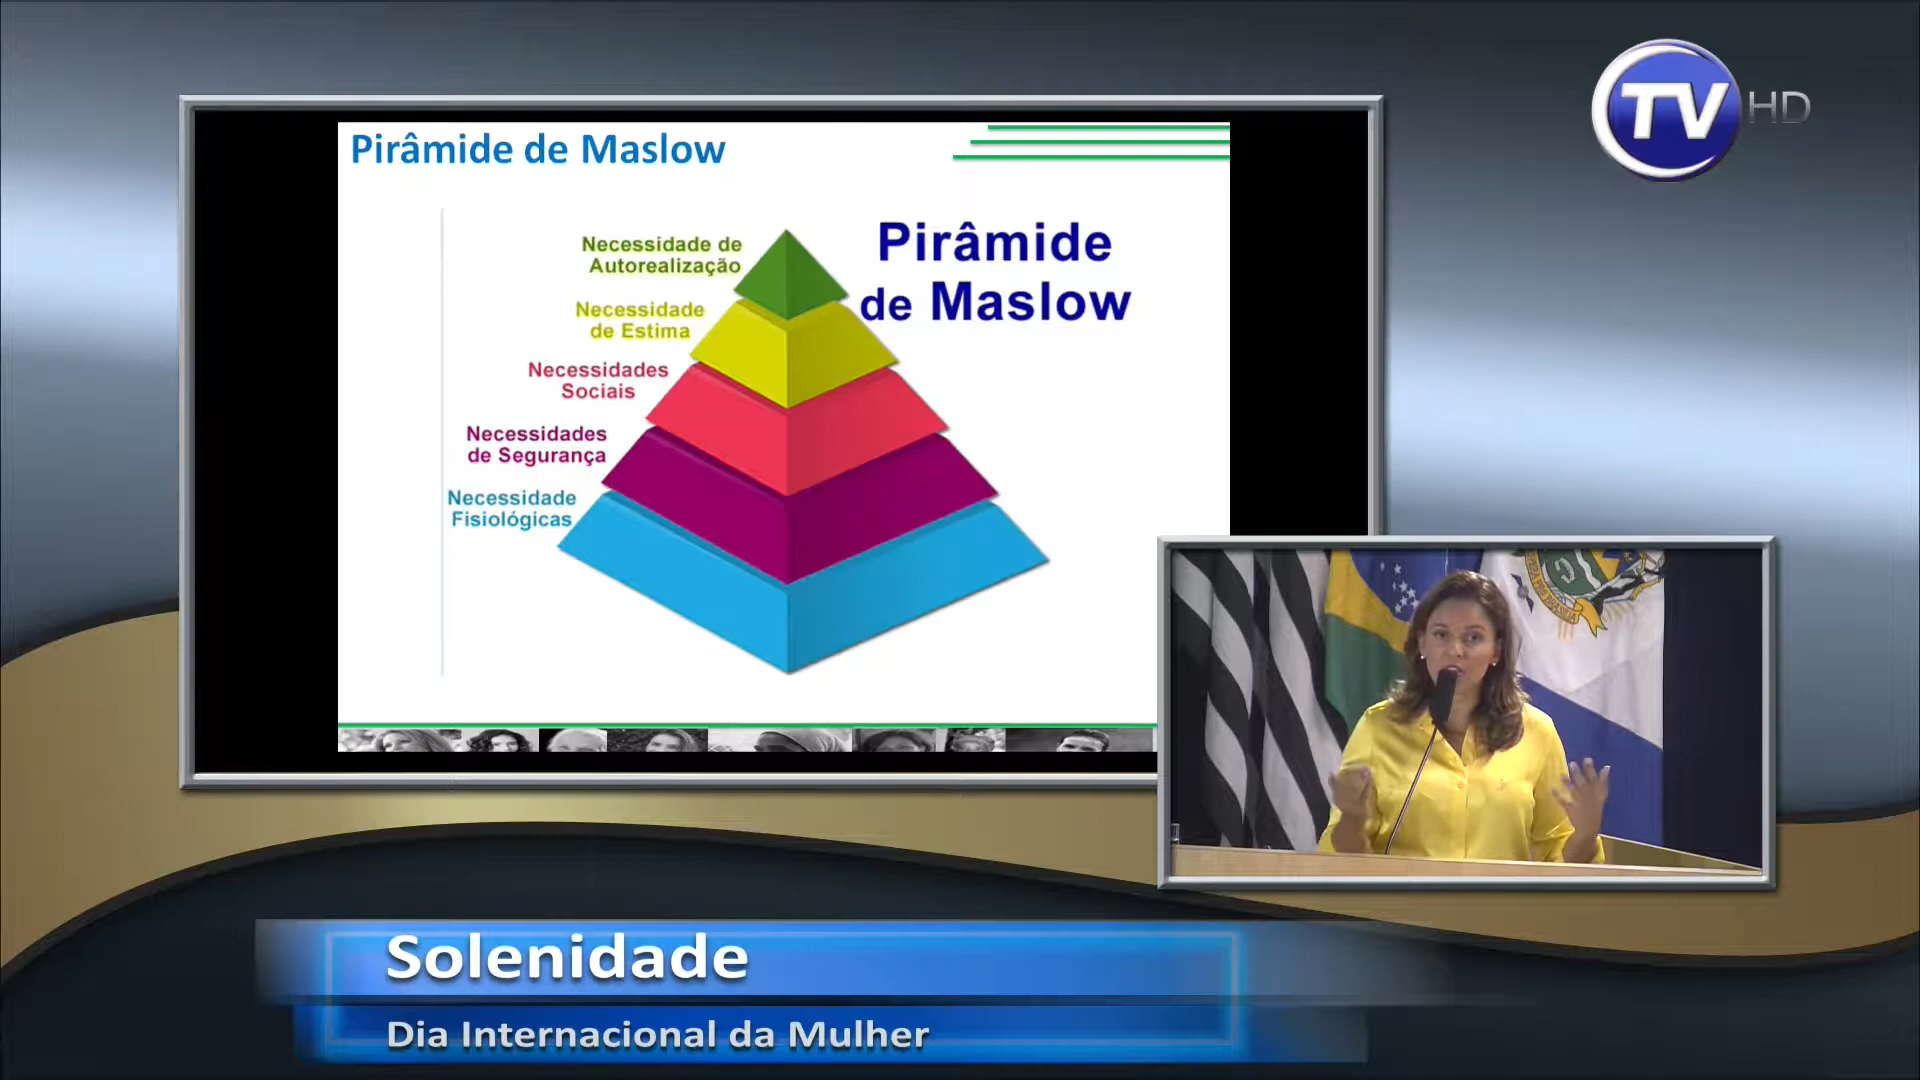 TV HD
Pirâmide de Maslow
Pirâmide
de Maslow
Necessidade de
Autorealização
Necessidade
de Estima
Necessidades
Sociais
Necessidades
de Segurança
Necessidade
Fisiológicas
Solenidade
Dia Internacional da Mulher